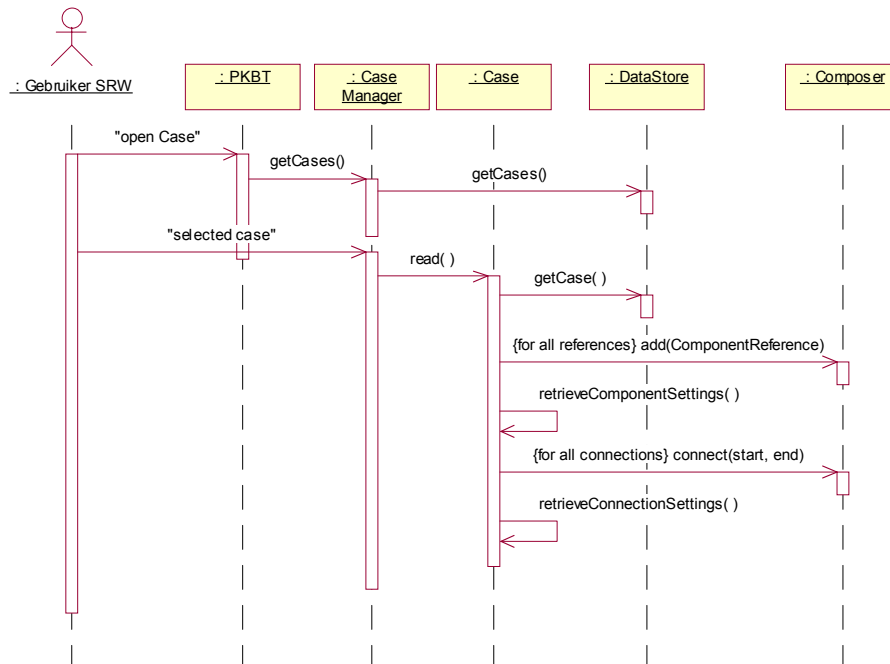 : Gebruiker SRW
: PKBT
: Case
Manager
: Case
: DataStore
: Composer
"open Case"
getCases()
getCases()
"selected case"
read( )
getCase( )
{for all references} add(ComponentReference)
retrieveComponentSettings( )
{for all connections} connect(start, end)
retrieveConnectionSettings( )